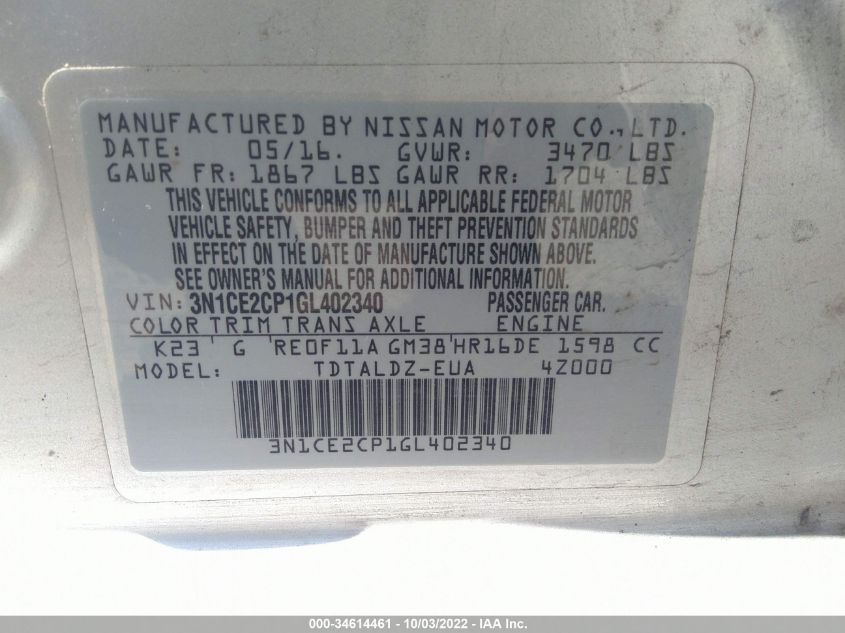 MANUFACTURED BY NISSAN MOTOR CO., LTD.
DATE: 05/16. GVWR: 3470 LBS
GAWR FR: 1867 LBS GAWR RR: 1704 LBS
THIS VEHICLE CONFORMS TO ALL APPLICABLE FEDERAL MOTOR
VEHICLE SAFETY, BUMPER AND THEFT PREVENTION STANDARDS
IN EFFECT ON THE DATE OF MANUFACTURE SHOWN ABOVE.
SEE OWNER'S MANUAL FOR ADDITIONAL INFORMATION.
VIN: 3N1CE2CP1GL402340 PASSENGER CAR.
COLOR TRIM TRANS AXLE ENGINE
K23 G RE0F11A GM38 HR16DE 1598 CC
MODEL: TDTALDZ-EUA 4Z000
3N1CE2CP1GL402340
000-34614461 - 10/03/2022 - IAA Inc.